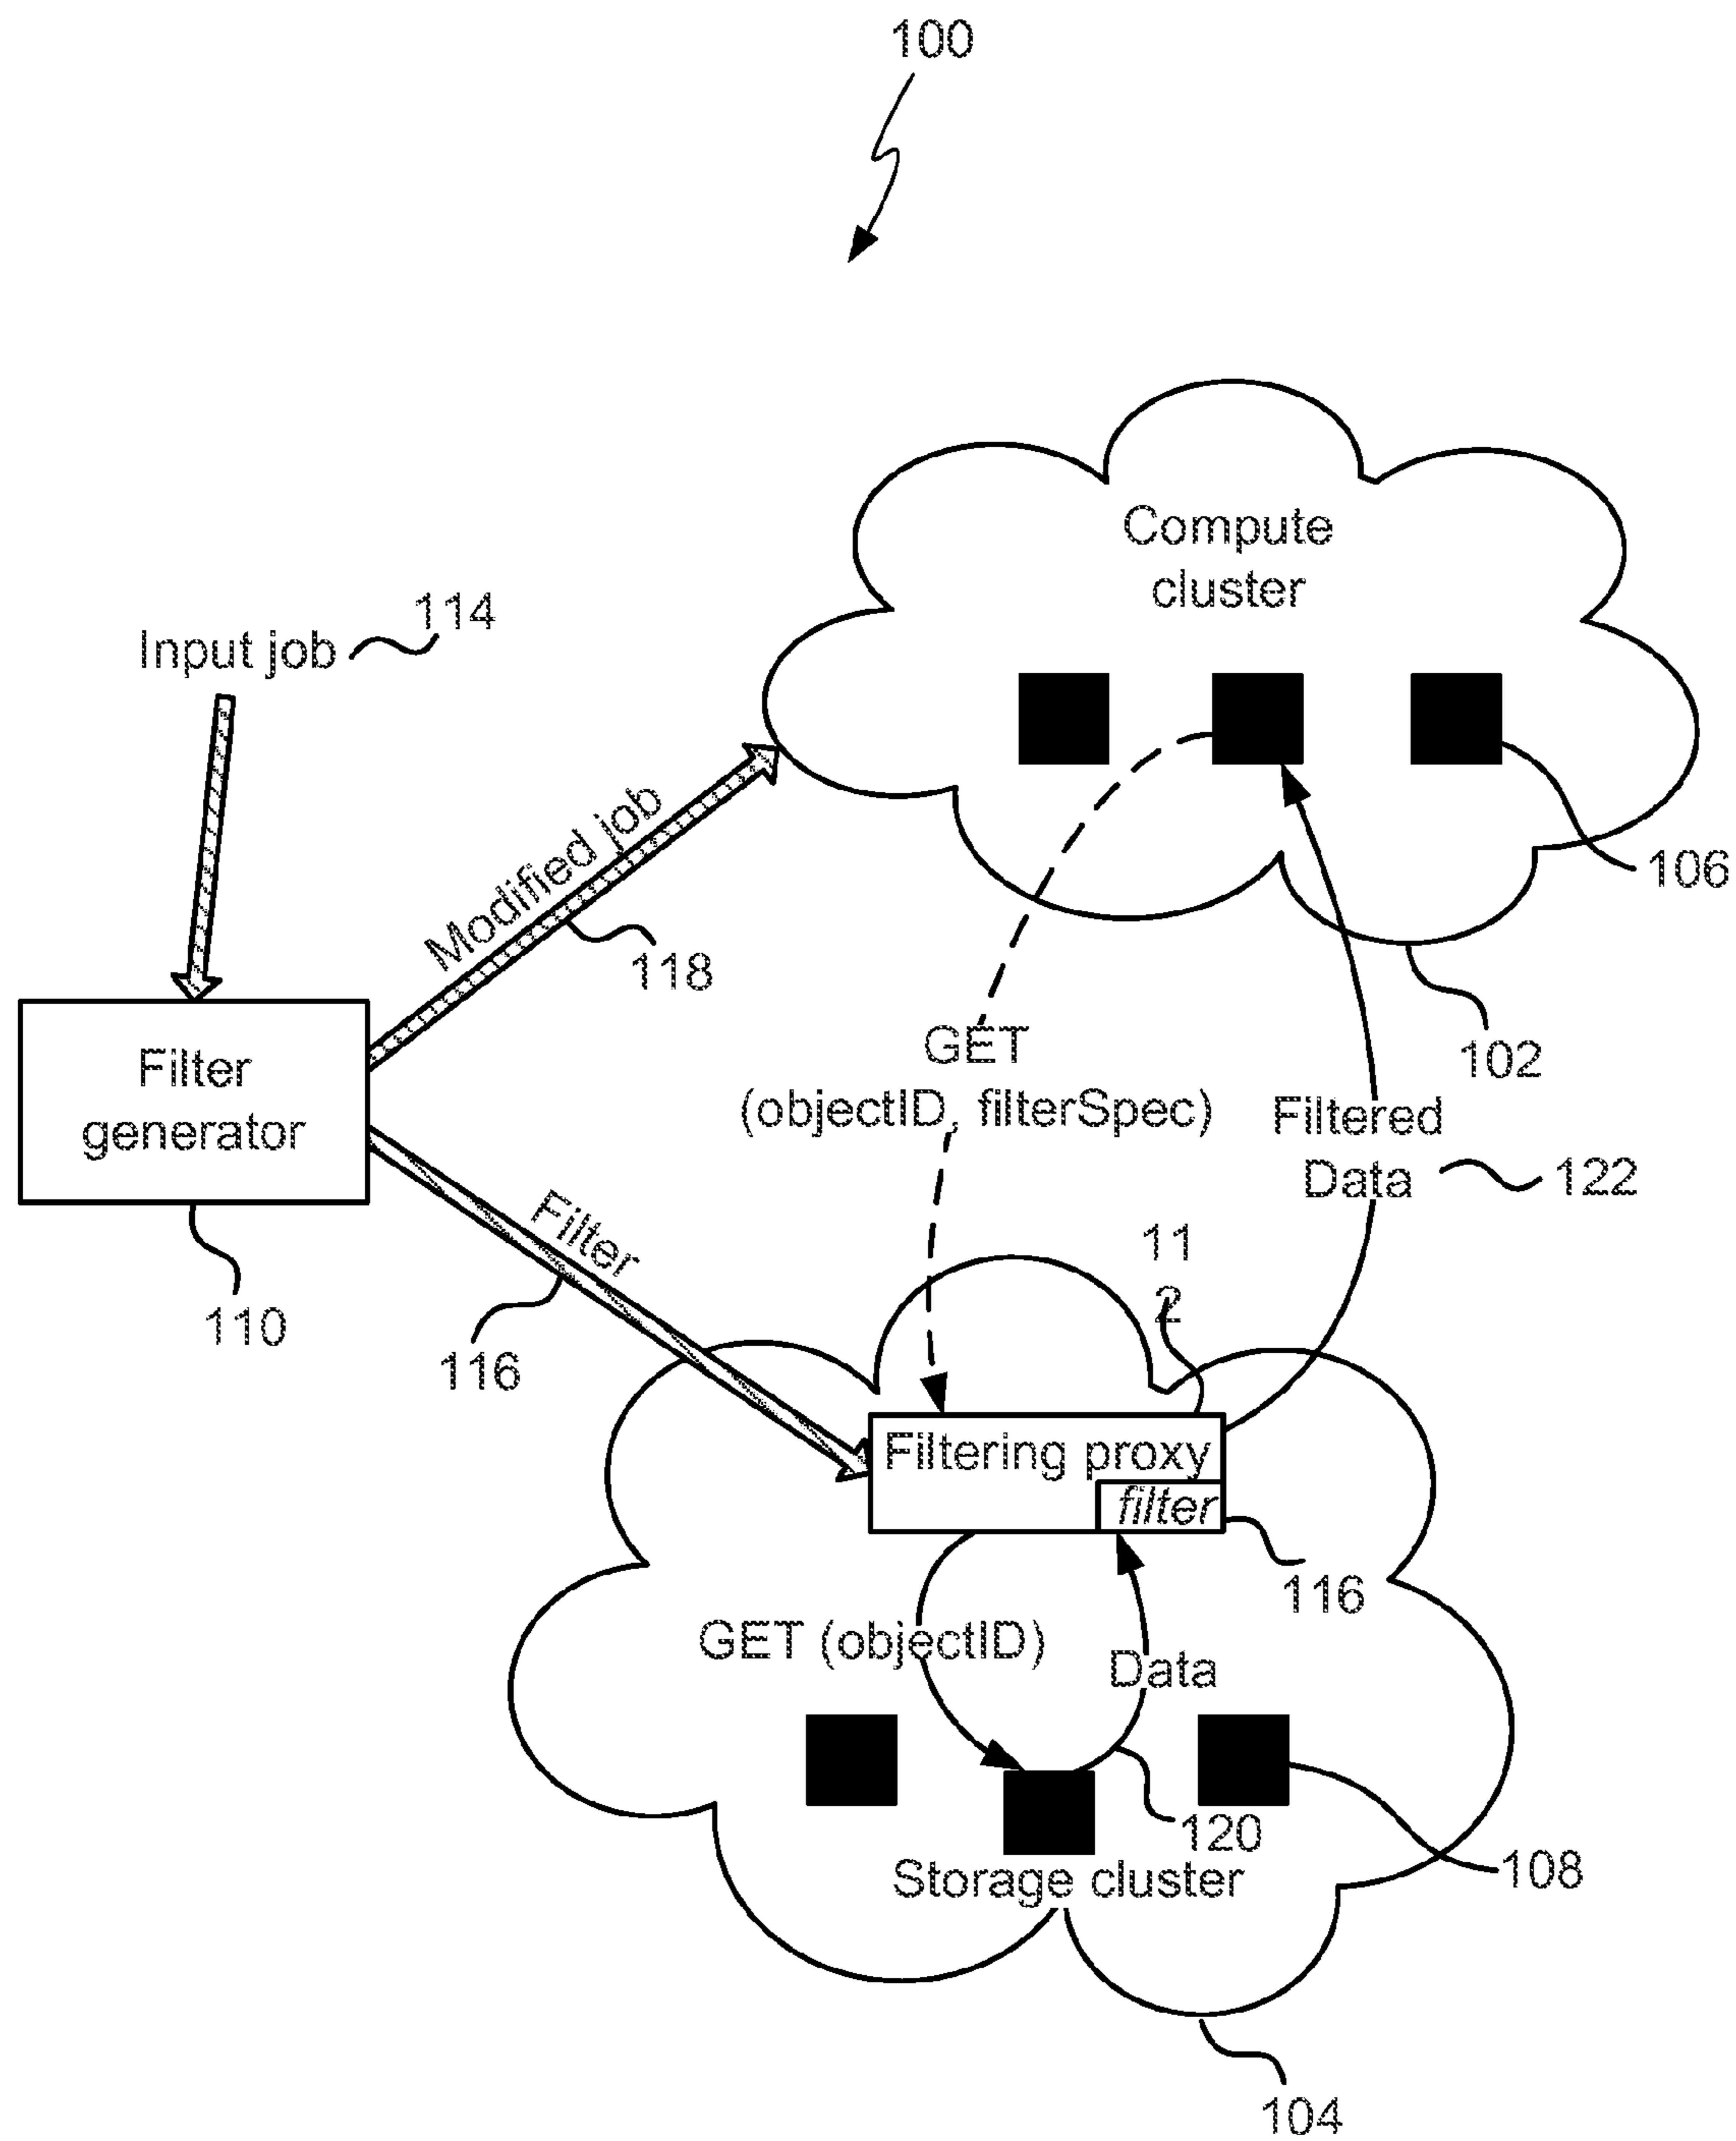 100
Compute
cluster
Input job
114
Modified job
118
106
Filter
generator
GET
(objectID, filterSpec)
102
Filtered
Data
122
110
Filter
116
11
2
Filtering proxy
filter
116
GET (objectID)
Data
120
108
Storage cluster
104